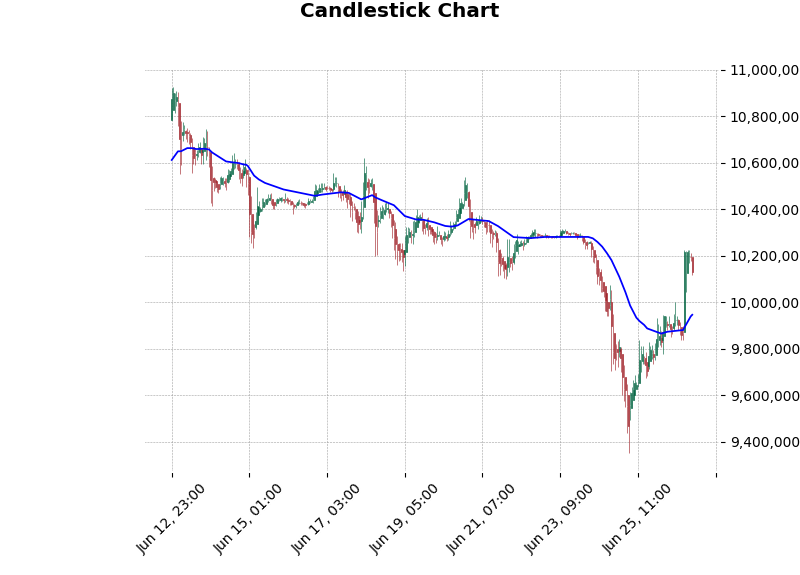 Candlestick Chart
11,000,00
10,800,00
10,600,00
10,400,00
10,200,00
10,000,00
9,800,000
9,600,000
9,400,000
Jun 12, 23:00
Jun 15, 01:00
Jun 17, 03:00
Jun 19, 05:00
Jun 21, 07:00
Jun 23, 09:00
Jun 25, 11:00